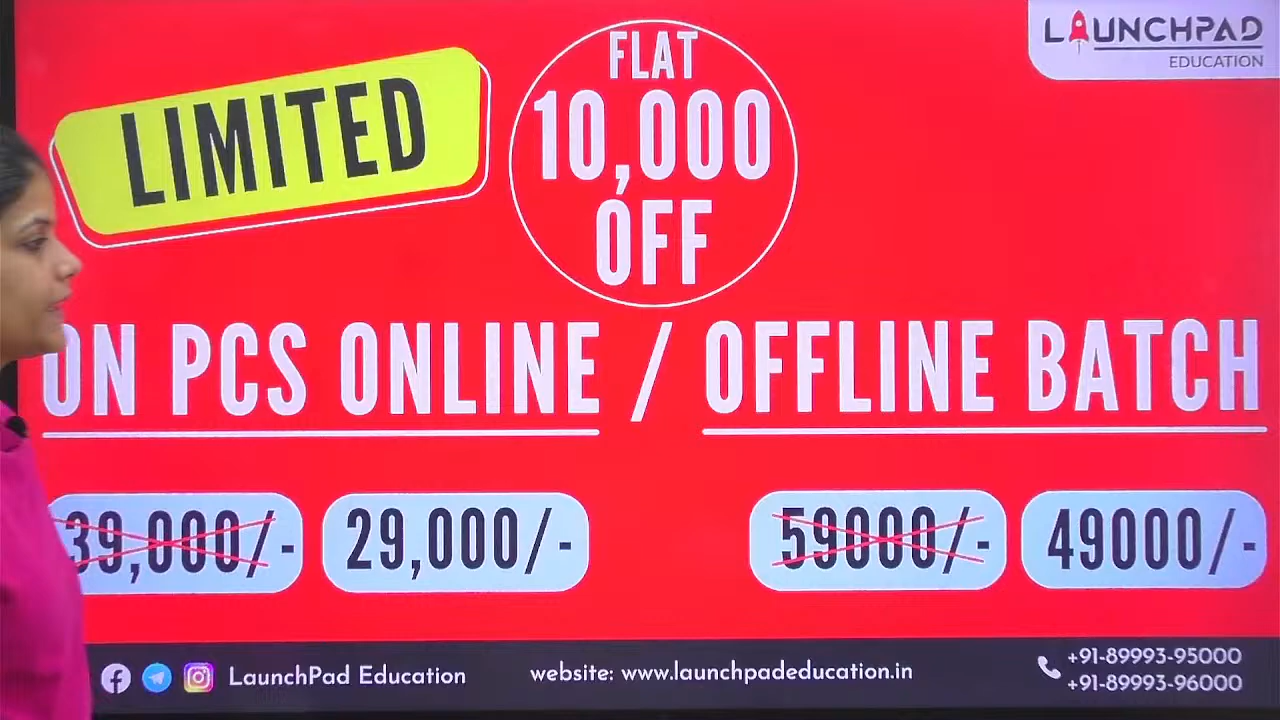 LAUNCHPAD
EDUCATION
LIMITED
FLAT
10,000
OFF
ON PCS ONLINE / OFFLINE BATCH
39,000/- 29,000/- 59000/- 49000/-
LaunchPad Education website: www.launchpadeducation.in +91-89993-95000
+91-89993-96000